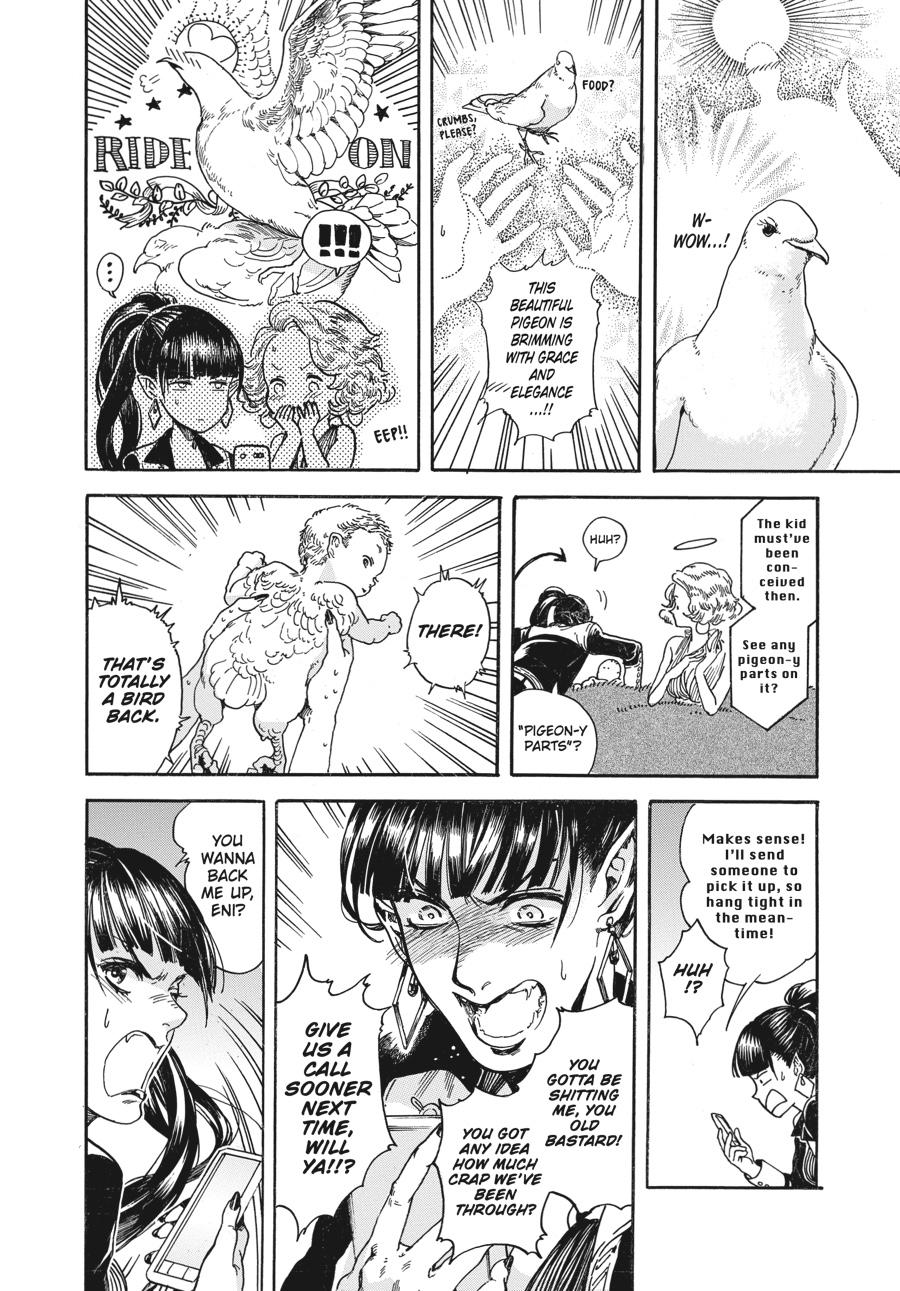 W-
WOW...!
FOOD?
CRUMBS,
PLEASE?
THIS
BEAUTIFUL
PIGEON IS
BRIMMING
WITH GRACE
AND
ELEGANCE
...!!
RIDE ON
!!!
...
EEP!!
The kid
must've
been
con-
ceived
then.
See any
pigeon-y
parts on
it?
HUH?
"PIGEON-Y
PARTS"?
THERE!
THAT'S
TOTALLY
A BIRD
BACK.
Makes sense!
I'll send
someone to
pick it up, so
hang tight in
the mean-
time!
HUH
!?
YOU
GOTTA BE
SHITTING
ME, YOU
OLD
BASTARD!
YOU GOT
ANY IDEA
HOW MUCH
CRAP WE'VE
BEEN
THROUGH?
GIVE
US A
CALL
SOONER
NEXT
TIME,
WILL
YA!!?
YOU
WANNA
BACK
ME UP,
ENI?